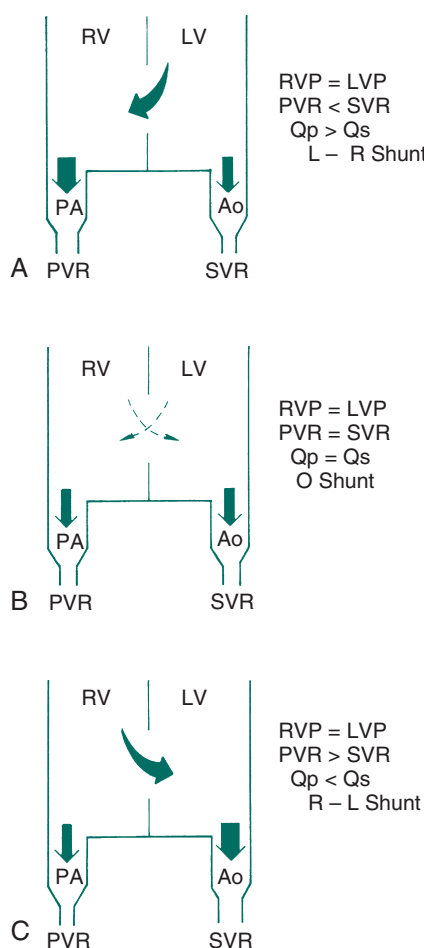 RV LV
RVP = LVP
PVR < SVR
Qp > Qs
L – R Shunt
PA Ao
A PVR SVR
RV LV
RVP = LVP
PVR = SVR
Qp = Qs
O Shunt
PA Ao
B PVR SVR
RV LV
RVP = LVP
PVR > SVR
Qp < Qs
R – L Shunt
PA Ao
C PVR SVR